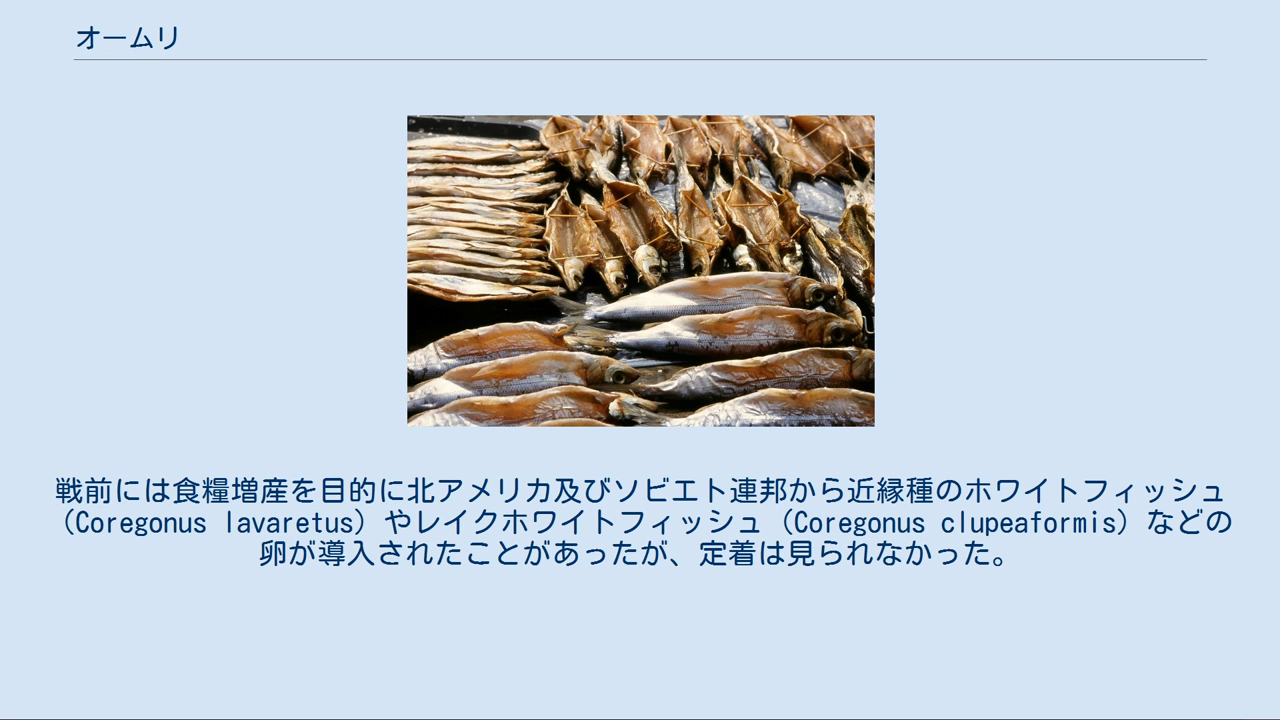 オームリ
戦前には食糧増産を目的に北アメリカ及びソビエト連邦から近縁種のホワイトフィッシュ
（Coregonus lavaretus）やレイクホワイトフィッシュ（Coregonus clupeaformis）などの
卵が導入されたことがあったが、定着は見られなかった。